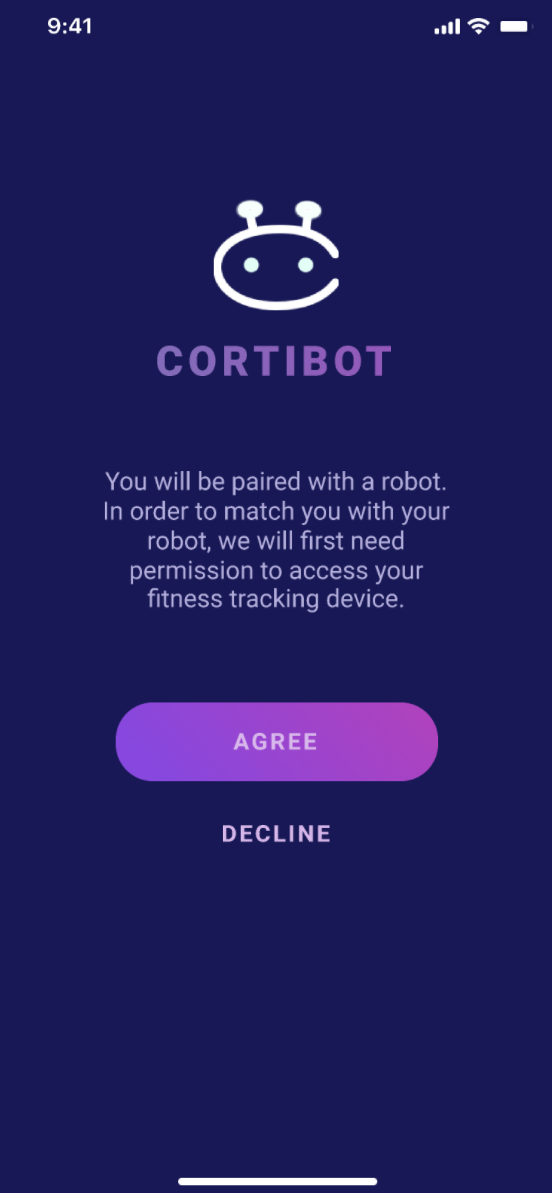 9:41
CORTIBOT
You will be paired with a robot.
In order to match you with your
robot, we will first need
permission to access your
fitness tracking device.
AGREE
DECLINE